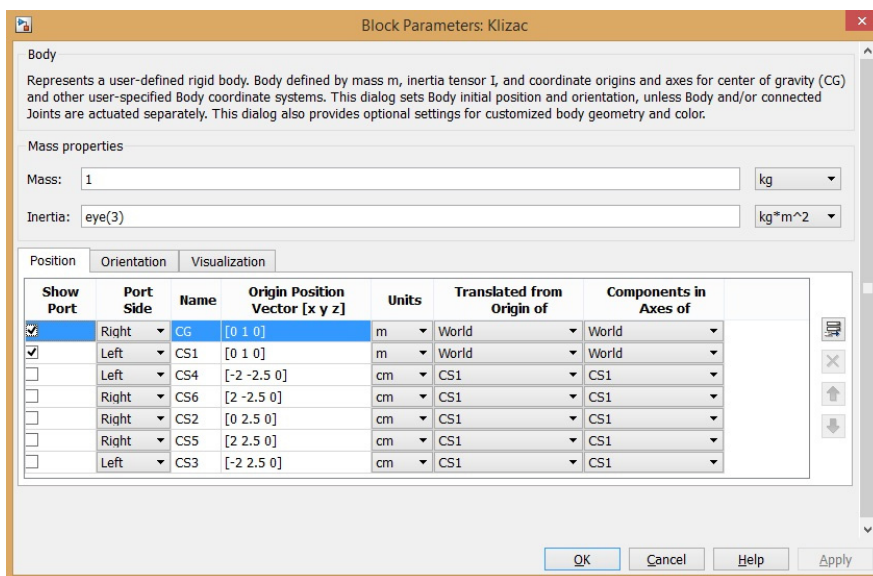 Block Parameters: Klizac
Body
Represents a user-defined rigid body. Body defined by mass m, inertia tensor I, and coordinate origins and axes for center of gravity (CG)
and other user-specified Body coordinate systems. This dialog sets Body initial position and orientation, unless Body and/or connected
Joints are actuated separately. This dialog also provides optional settings for customized body geometry and color.
Mass properties
Mass: 1 kg
Inertia: eye(3) kg*m^2
Position Orientation Visualization
Show Port Port Side Name Origin Position Vector [x y z] Units Translated from Origin of Components in Axes of
Right CG [0 1 0] m World World
Left CS1 [0 1 0] m World World
Left CS4 [-2 -2.5 0] cm CS1 CS1
Right CS6 [2 -2.5 0] cm CS1 CS1
Right CS2 [0 2.5 0] cm CS1 CS1
Right CS5 [2 2.5 0] cm CS1 CS1
Left CS3 [-2 2.5 0] cm CS1 CS1
OK Cancel Help Apply